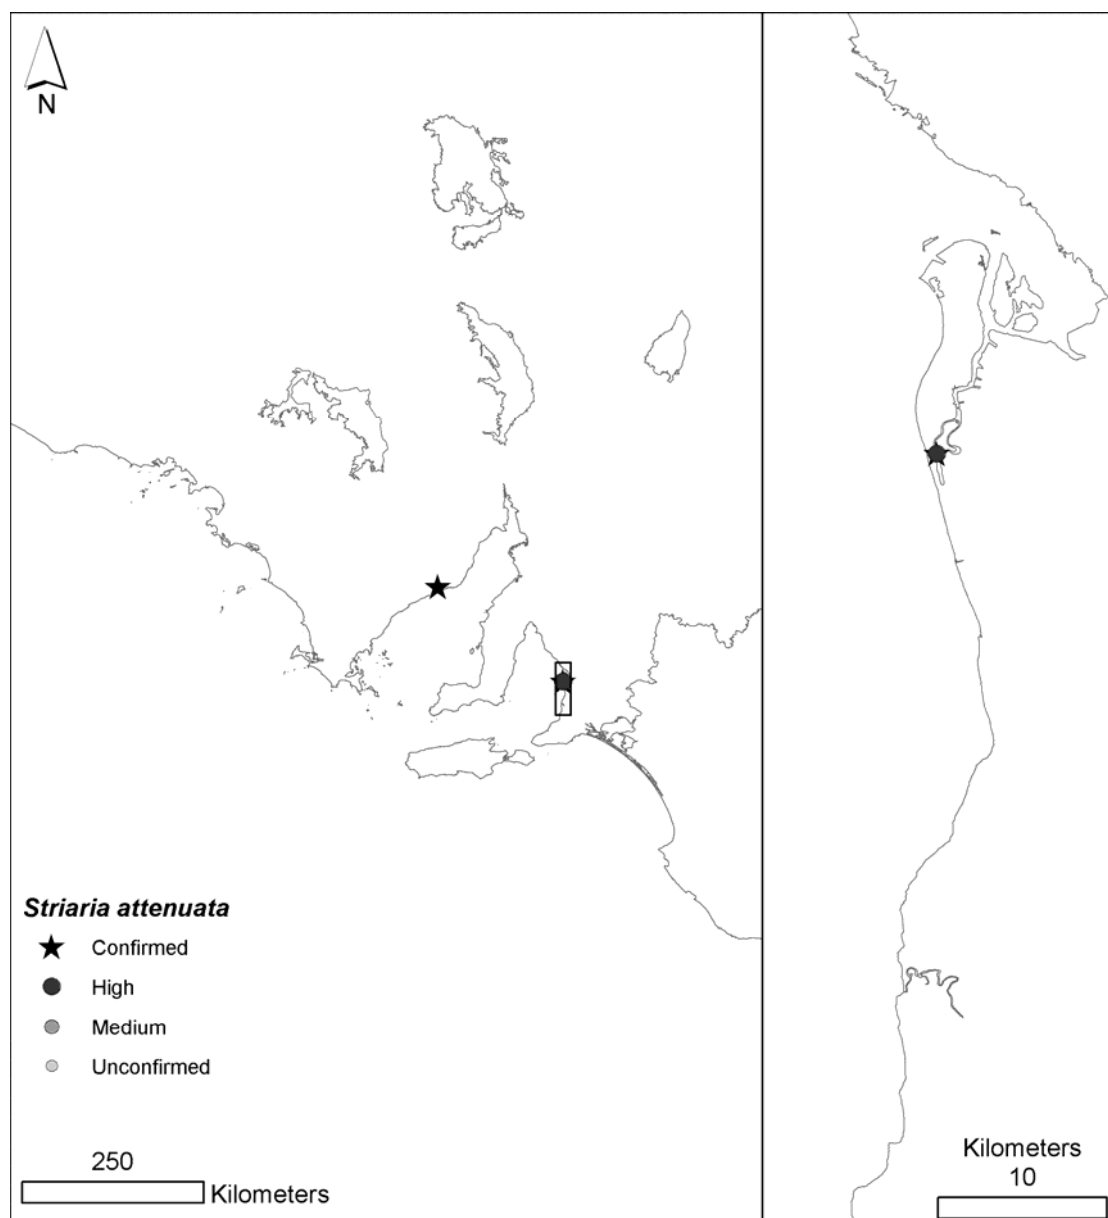 N
Striaria attenuata
Confirmed
High
Medium
Unconfirmed
250
Kilometers
Kilometers
10